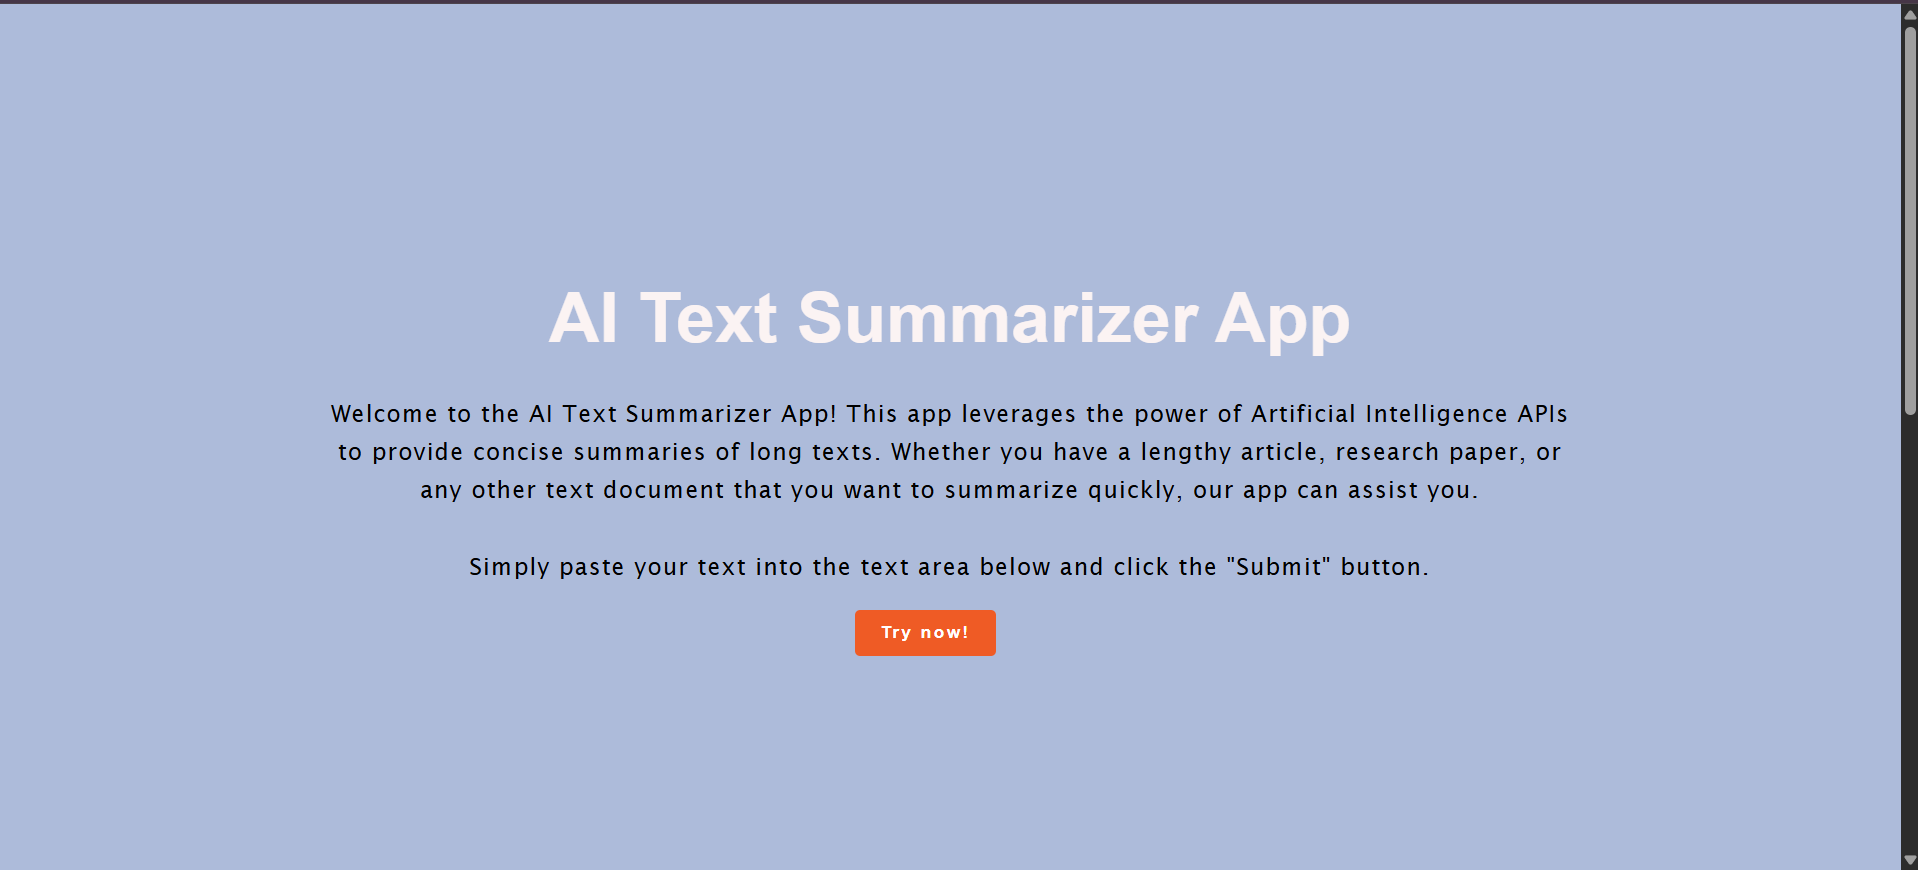 AI Text Summarizer App
Welcome to the AI Text Summarizer App! This app leverages the power of Artificial Intelligence APIs
to provide concise summaries of long texts. Whether you have a lengthy article, research paper, or
any other text document that you want to summarize quickly, our app can assist you.
Simply paste your text into the text area below and click the "Submit" button.
Try now!